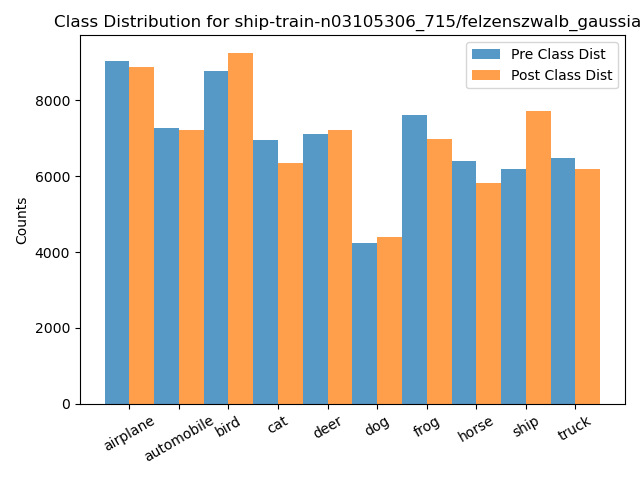 Class Distribution for ship-train-n03105306_715/felzenszwalb_gaussia
Pre Class Dist
Post Class Dist
Counts
8000
6000
4000
2000
0
airplane
automobile
bird
cat
deer
dog
frog
horse
ship
truck